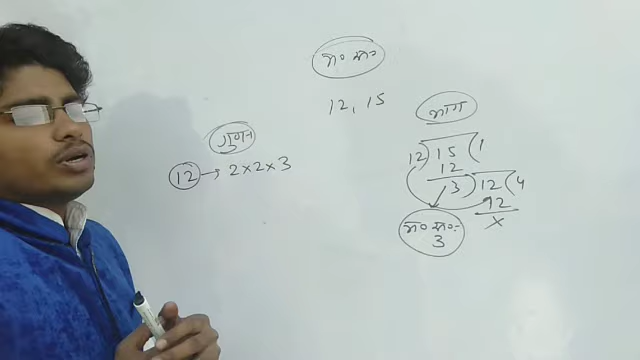 म० स०
12, 15
भाग
12) 15 (1
12
3) 12 (4
12
×
म० स०:-
3
गुणन
12 → 2×2×3